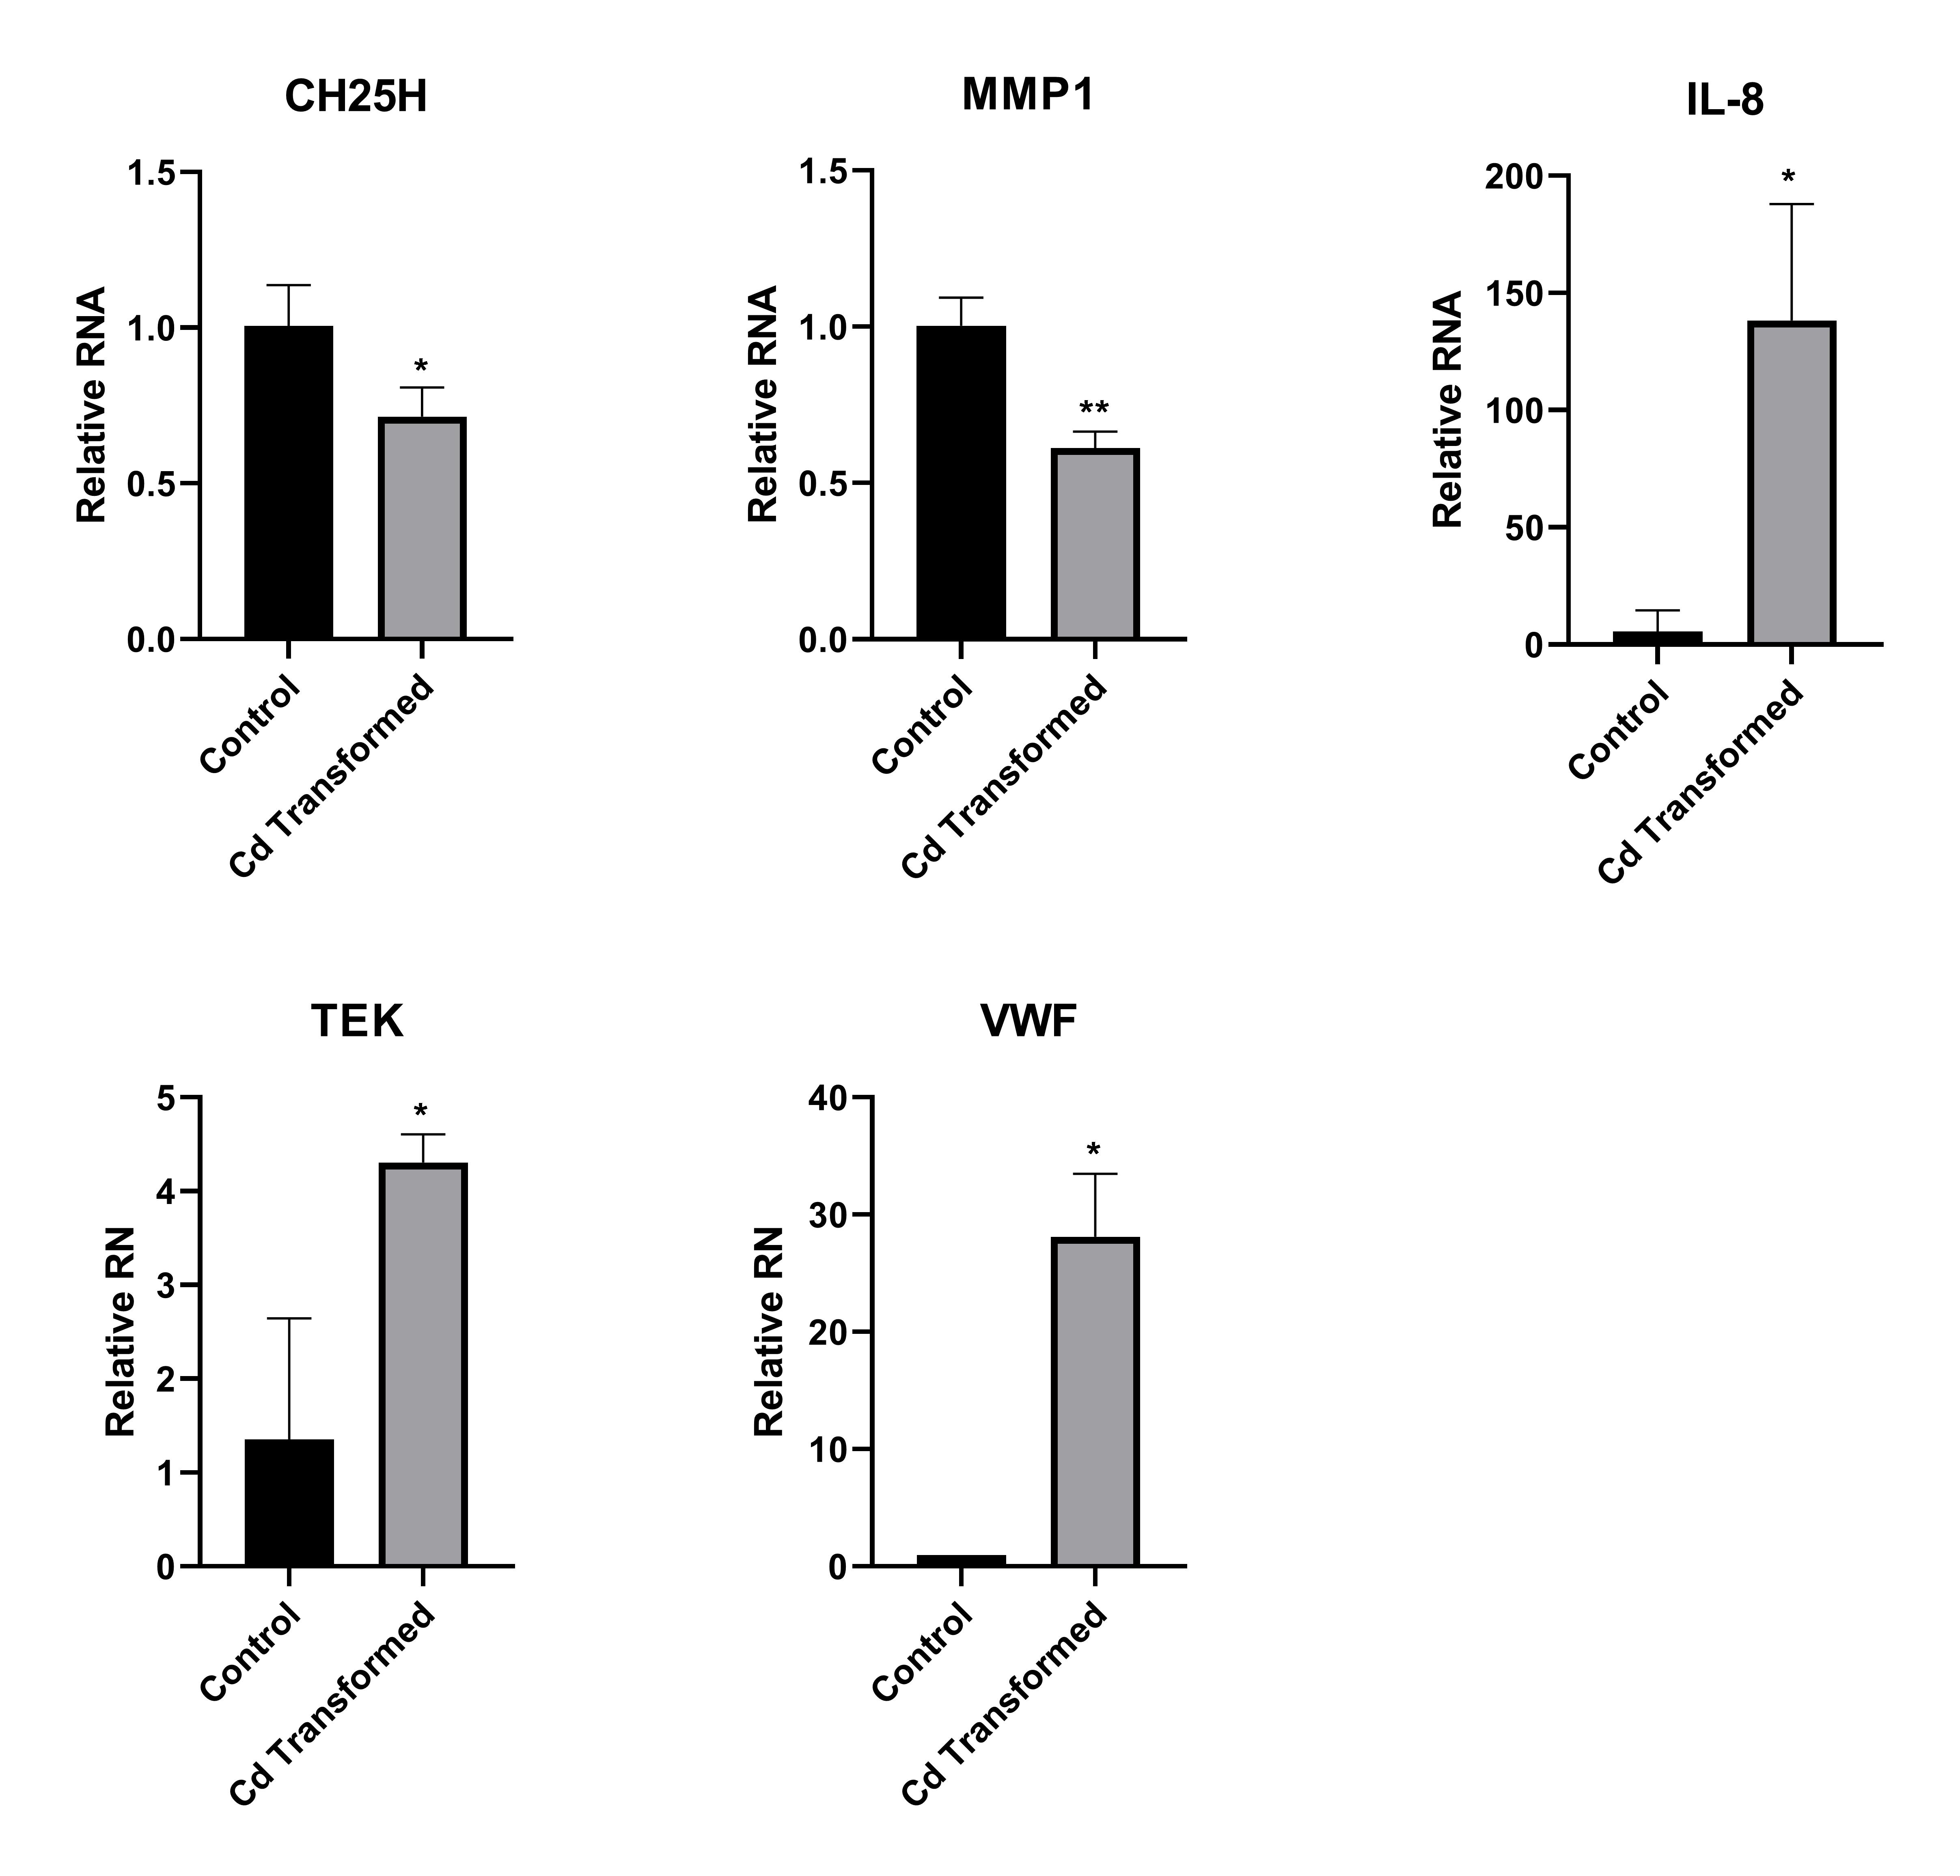 CH25H
Relative RNA
1.5
1.0
0.5
0.0
*
Control
Cd Transformed
MMP1
Relative RNA
1.5
1.0
0.5
0.0
**
Control
Cd Transformed
IL-8
Relative RNA
200
150
100
50
0
*
Control
Cd Transformed
TEK
Relative RN
5
4
3
2
1
0
*
Control
Cd Transformed
VWF
Relative RN
40
30
20
10
0
*
Control
Cd Transformed